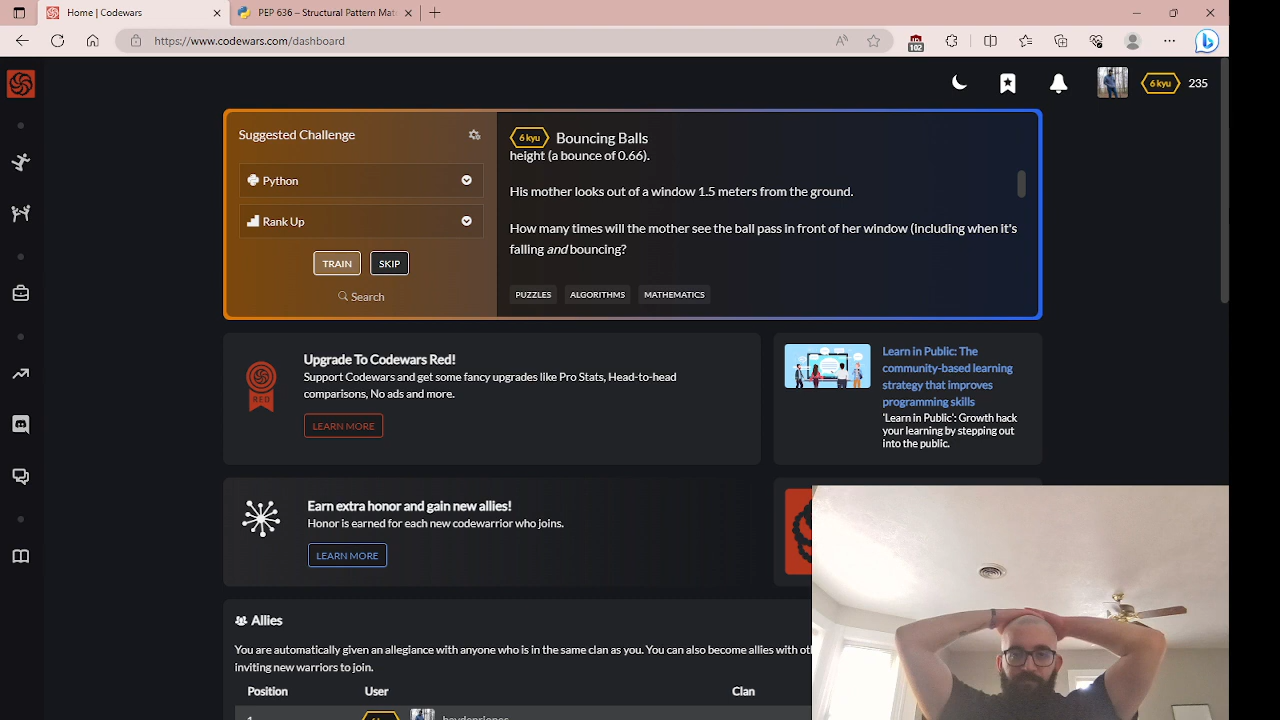 Home | Codewars
PEP 636 – Structural Pattern Mat
https://www.codewars.com/dashboard
102
6 kyu
235
Suggested Challenge
Python
Rank Up
TRAIN
SKIP
Search
6 kyu
Bouncing Balls
height (a bounce of 0.66).
His mother looks out of a window 1.5 meters from the ground.
How many times will the mother see the ball pass in front of her window (including when it's
falling and bouncing?
PUZZLES
ALGORITHMS
MATHEMATICS
RED
Upgrade To Codewars Red!
Support Codewars and get some fancy upgrades like Pro Stats, Head-to-head
comparisons, No ads and more.
LEARN MORE
Learn in Public: The
community-based learning
strategy that improves
programming skills
'Learn in Public': Growth hack
your learning by stepping out
into the public.
Earn extra honor and gain new allies!
Honor is earned for each new codewarrior who joins.
LEARN MORE
Allies
You are automatically given an allegiance with anyone who is in the same clan as you. You can also become allies with
inviting new warriors to join.
Position
User
Clan